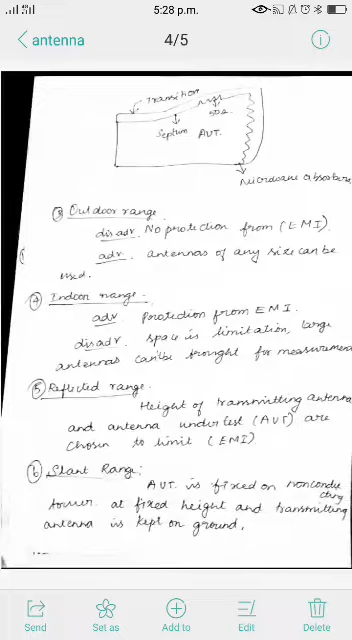 5:28 p.m.
antenna
4/5
transition
50Ω
Septum AUT.
Microwave absorbers
③ Outdoor range
disadv. No protection from (EMI).
adv. antennas of any size can be
used.
④ Indoor range.
adv protection from EMI.
disadv. space is limitation, large
antennas can't be brought for measurement
⑤ Reflected range.
Height of transmitting antenna
and antenna under test (AUT) are
chosen to limit (EMI)
⑥ Slant Range:
AUT is fixed on nonconducting
tower at fixed height and transmitting
antenna is kept on ground.
Send Set as Add to Edit Delete